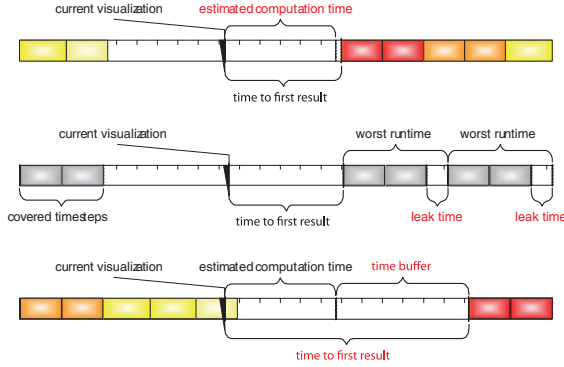 current visualization estimated computation time
time to first result
current visualization worst runtime worst runtime
covered timesteps time to first result leak time leak time
current visualization estimated computation time time buffer
time to first result